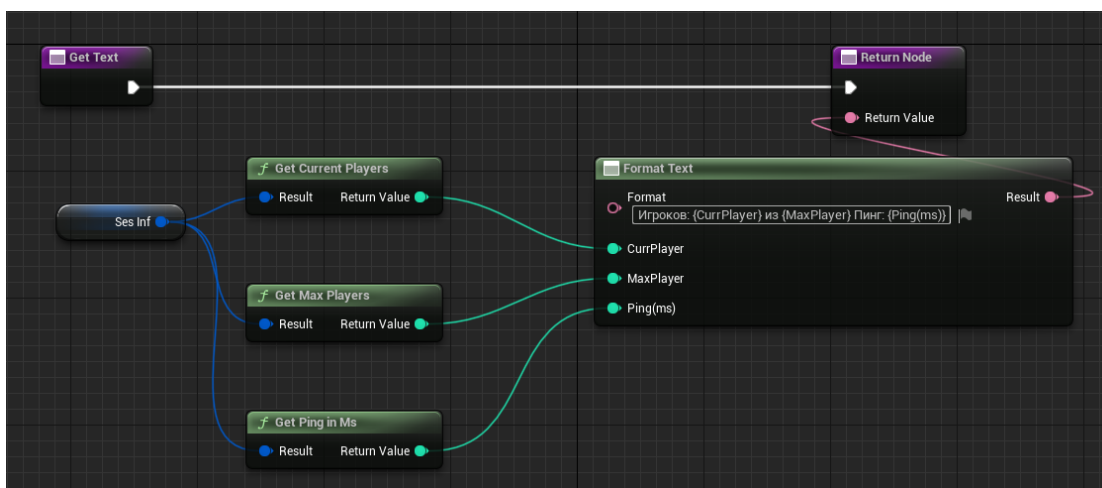 Get Text
Return Node
Return Value
f Get Current Players
Result Return Value
Ses Inf
Format Text
Format
Игроков: {CurrPlayer} из {MaxPlayer} Пинг: {Ping(ms)}
Result
CurrPlayer
MaxPlayer
Ping(ms)
f Get Max Players
Result Return Value
f Get Ping in Ms
Result Return Value